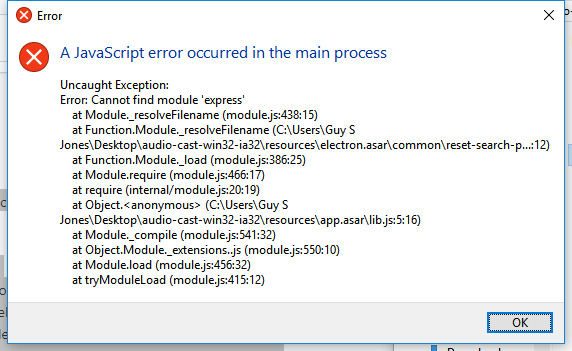 Error
A JavaScript error occurred in the main process
Uncaught Exception:
Error: Cannot find module 'express'
at Module._resolveFilename (module.js:438:15)
at Function.Module._resolveFilename (C:\Users\Guy S
Jones\Desktop\audio-cast-win32-ia32\resources\electron.asar\common\reset-search-p...:12)
at Function.Module._load (module.js:386:25)
at Module.require (module.js:466:17)
at require (internal/module.js:20:19)
at Object.<anonymous> (C:\Users\Guy S
Jones\Desktop\audio-cast-win32-ia32\resources\app.asar\lib.js:5:16)
at Module._compile (module.js:541:32)
at Object.Module._extensions..js (module.js:550:10)
at Module.load (module.js:456:32)
at tryModuleLoad (module.js:415:12)
OK